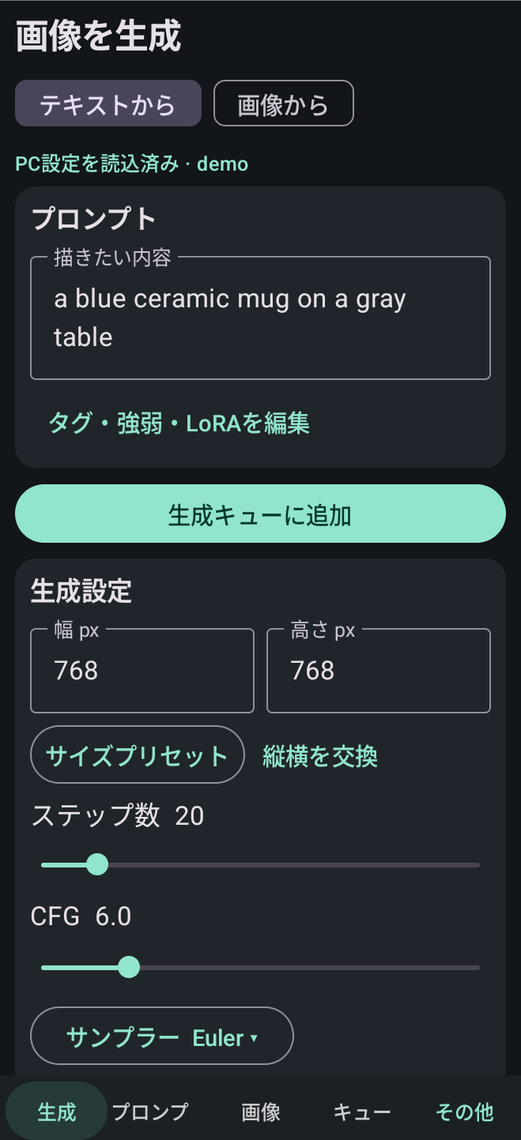 画像を生成
テキストから
画像から
PC設定を読込済み · demo
プロンプト
描きたい内容
a blue ceramic mug on a gray
table
タグ・強弱・LoRAを編集
生成キューに追加
生成設定
幅 px
高さ px
768
768
サイズプリセット
縦横を交換
ステップ数 20
CFG 6.0
サンプラー Euler ▾
生成
プロンプ
画像
キュー
その他